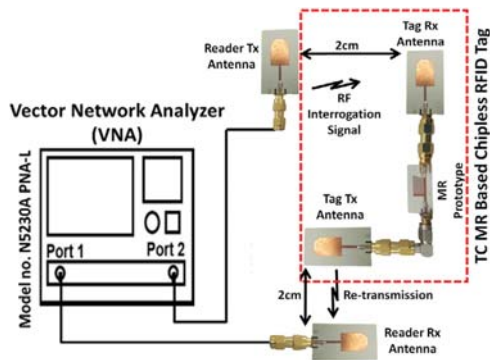 Reader Tx
Antenna
2cm
Tag Rx
Antenna
RF
Interrogation
Signal
Vector Network Analyzer
(VNA)
Model no. N5230A PNA-L
Port 1
Port 2
Tag Tx
Antenna
MR
Prototype
TC MR Based Chipless RFID Tag
2cm
Re-transmission
Reader Rx
Antenna